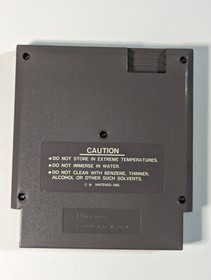 CAUTION
●DO NOT STORE IN EXTREME TEMPERATURES.
●DO NOT IMMERSE IN WATER.
●DO NOT CLEAN WITH BENZENE, THINNER,
ALCOHOL OR OTHER SUCH SOLVENTS.
© ® NINTENDO 1985